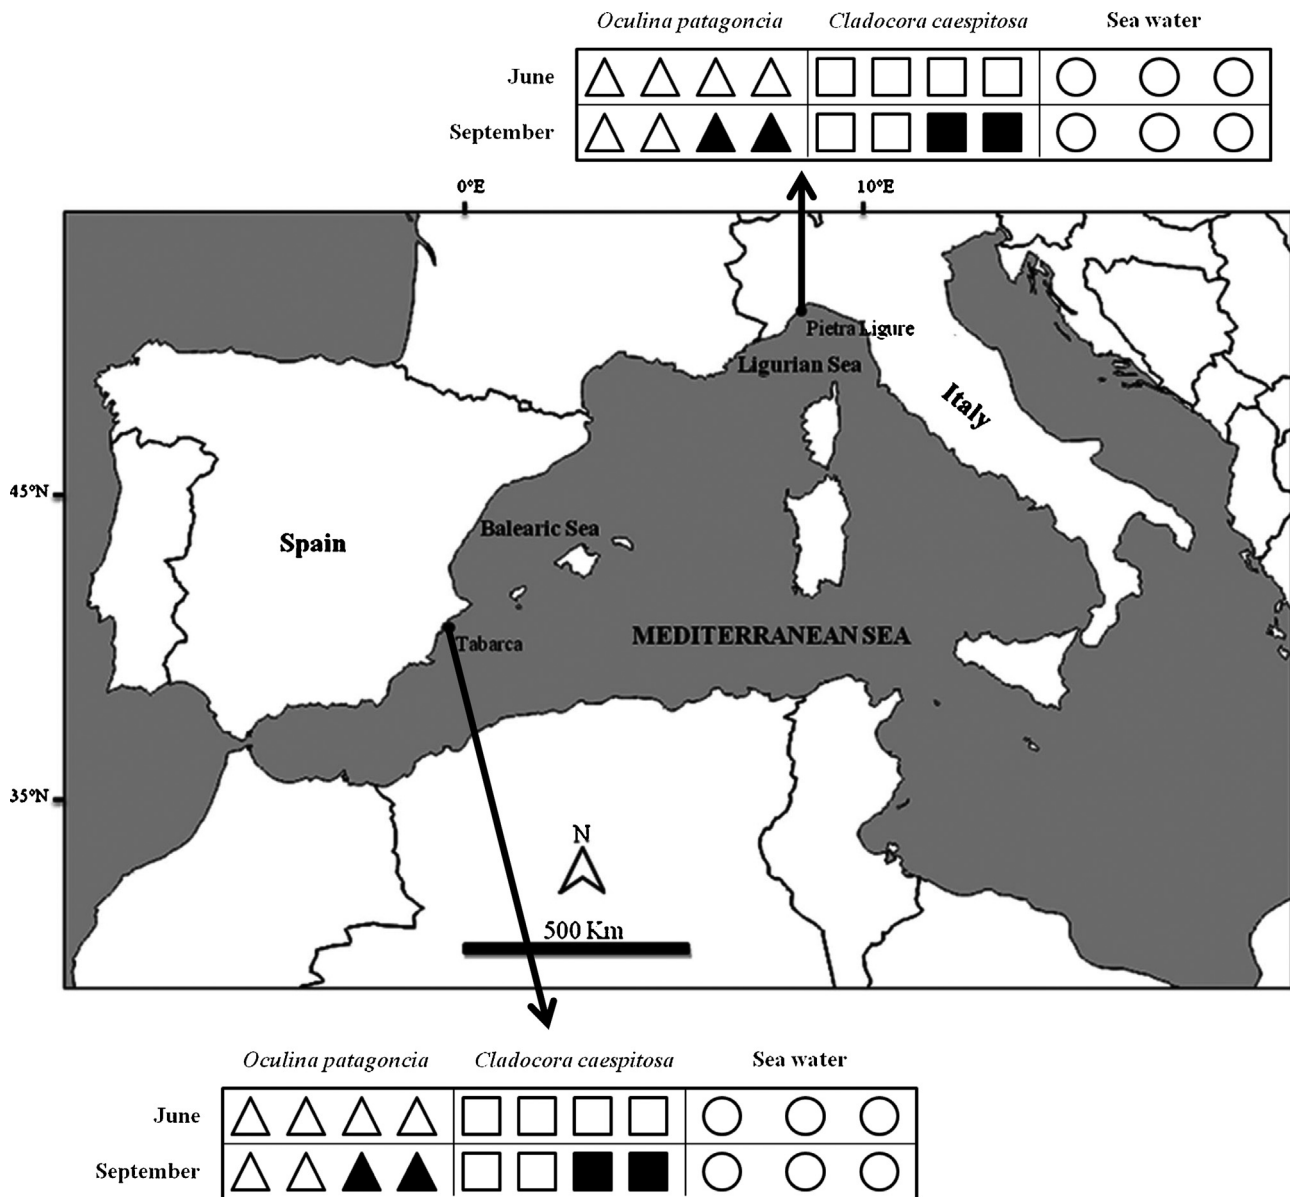 Oculina patagoncia Cladocora caespitosa Sea water
June
September
0°E 10°E
Pietra Ligure
Ligurian Sea
Italy
45°N
Balearic Sea
Spain
MEDITERRANEAN SEA
Tabarca
35°N
N
500 Km
Oculina patagoncia Cladocora caespitosa Sea water
June
September